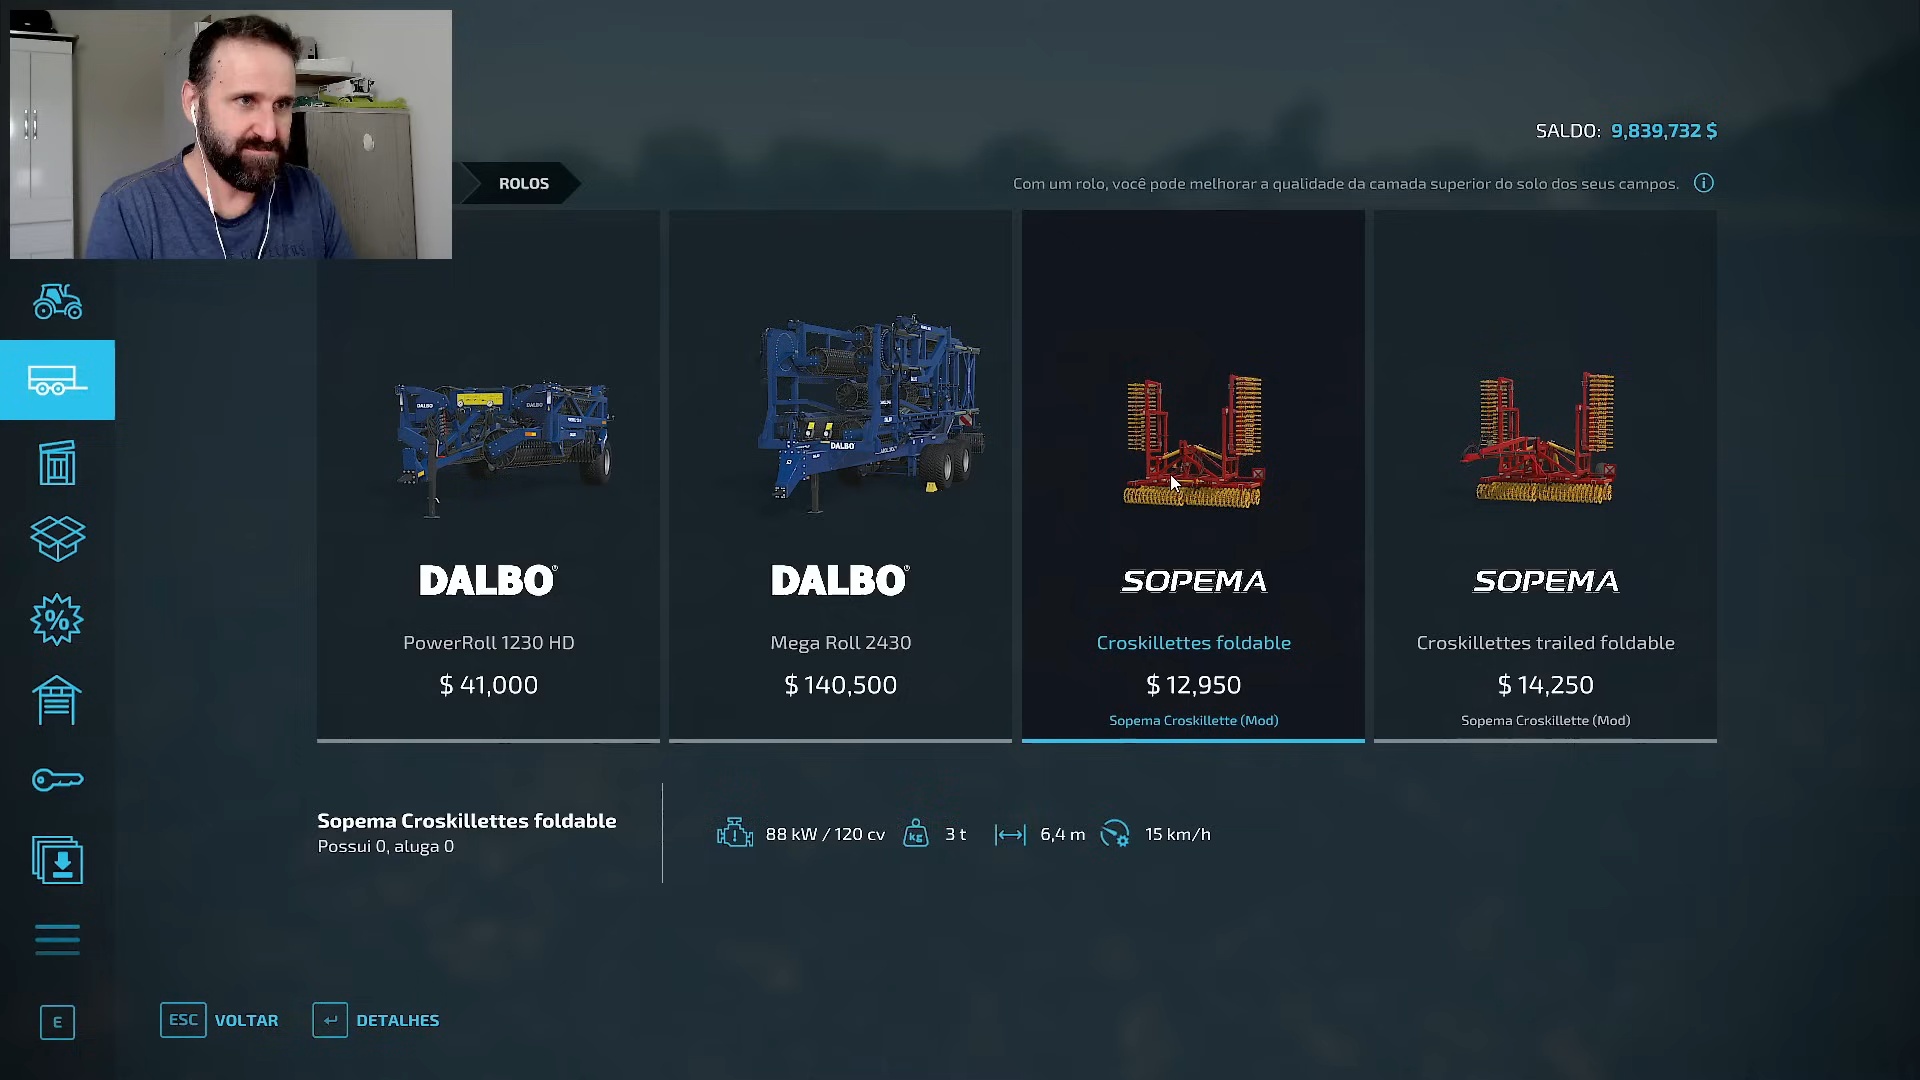 SALDO: 9,839,732 $
ROLOS
Com um rolo, você pode melhorar a qualidade da camada superior do solo dos seus campos.
DALBO
PowerRoll 1230 HD
$ 41,000
DALBO
Mega Roll 2430
$ 140,500
SOPEMA
Croskillettes foldable
$ 12,950
Sopema Croskillette (Mod)
SOPEMA
Croskillettes trailed foldable
$ 14,250
Sopema Croskillette (Mod)
Sopema Croskillettes foldable
Possui 0, aluga 0
88 kW / 120 cv
kg
3 t
6,4 m
15 km/h
E
ESC VOLTAR
DETALHES